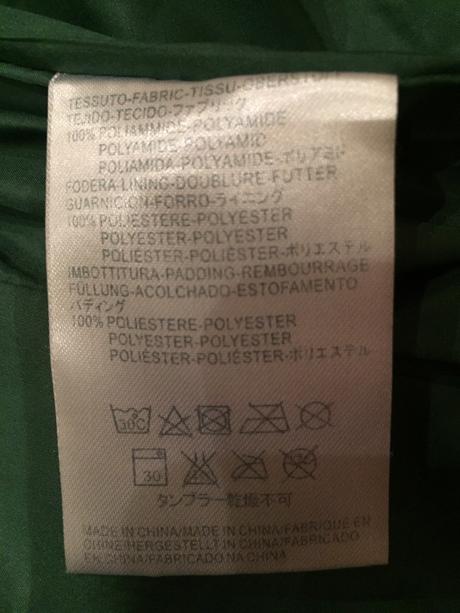 TESSUTO-FABRIC-TISSU-OBERSTOFF
TEJIDO-TECIDO-ファブリック
100% POLIAMMIDE-POLYAMIDE
POLYAMIDE-POLYAMID
POLIAMIDA-POLYAMIDE-ポリアミド
FODERA-LINING-DOUBLURE-FUTTER
GUARNICION-FORRO-ライニング
100% POLIESTERE-POLYESTER
POLYESTER-POLYESTER
POLIÉSTER-POLIÈSTER-ポリエステル
IMBOTTITURA-PADDING-REMBOURRAGE
FÜLLUNG-ACOLCHADO-ESTOFAMENTO
パディング
100% POLIESTERE-POLYESTER
POLYESTER-POLYESTER
POLIÉSTER-POLIÉSTER-ポリエステル
30C
30
タンブラー乾燥不可
MADE IN CHINA/MADE IN CHINA/FABRIQUE EN
CHINE/HERGESTELLT IN CHINA/FABRICADO
EN CHINA/FABRICADO NA CHINA